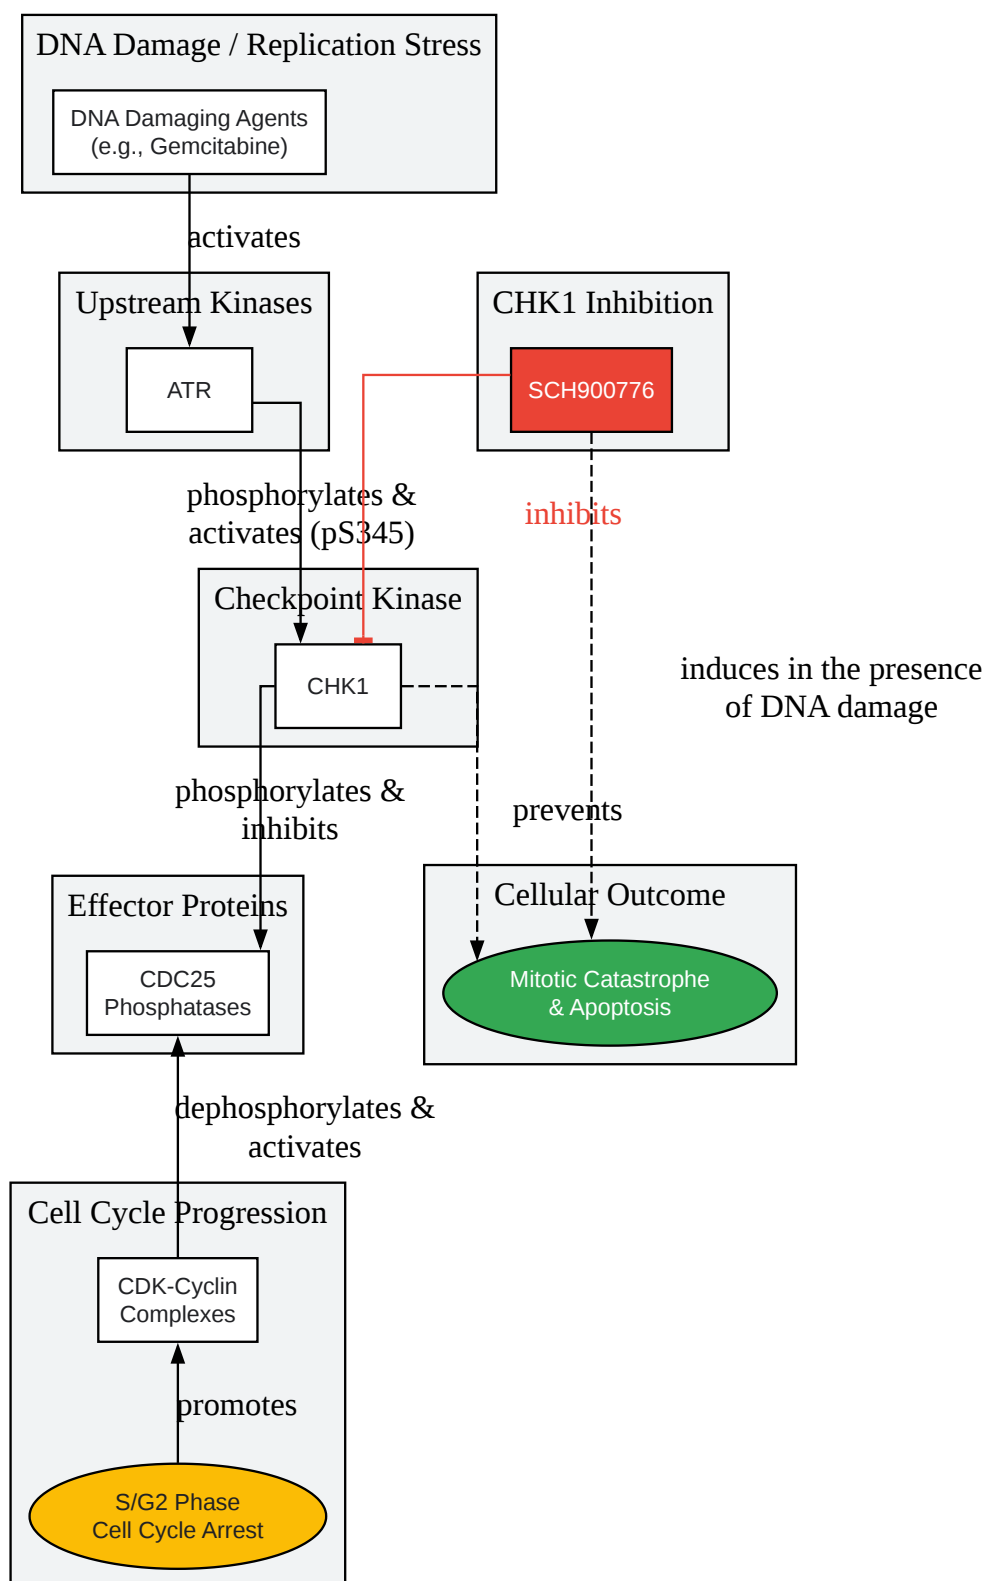 DNA Damage / Replication Stress
DNA Damaging Agents
(e.g., Gemcitabine)
activates
Upstream Kinases
ATR
CHK1 Inhibition
SCH900776
phosphorylates &
activates (pS345)
inhibits
Checkpoint Kinase
CHK1
induces in the presence
of DNA damage
phosphorylates &
inhibits
prevents
Effector Proteins
CDC25
Phosphatases
Cellular Outcome
Mitotic Catastrophe
& Apoptosis
dephosphorylates &
activates
Cell Cycle Progression
CDK-Cyclin
Complexes
promotes
S/G2 Phase
Cell Cycle Arrest